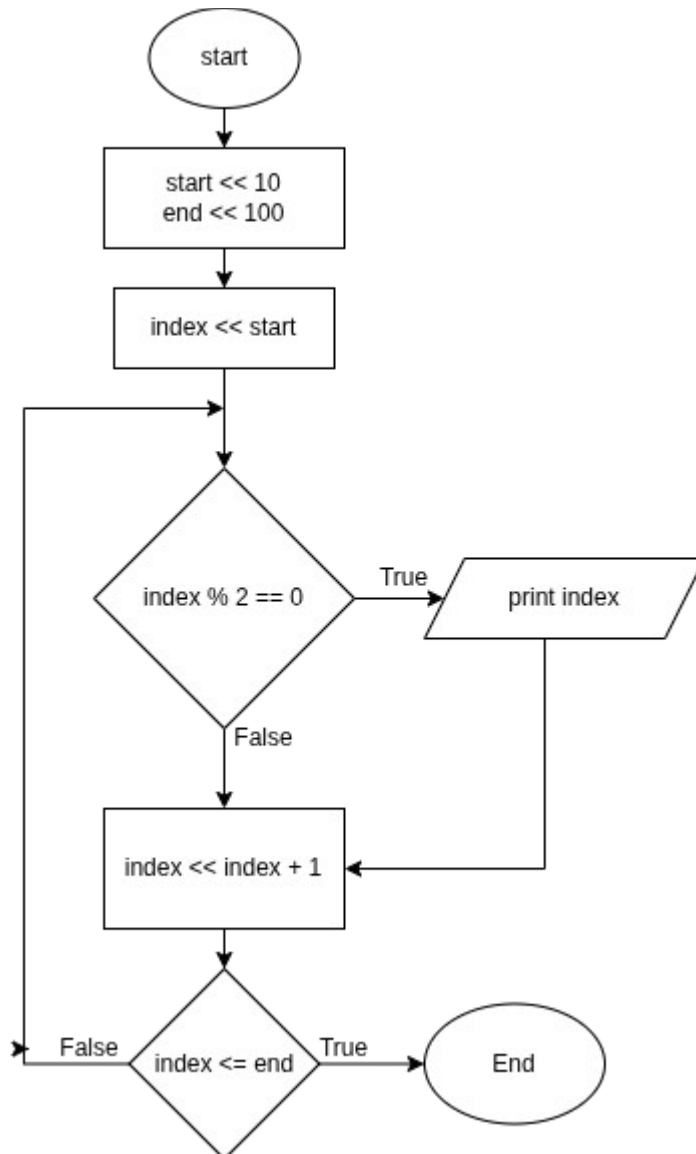 start
start << 10
end << 100
index << start
index % 2 == 0
True
print index
False
index << index + 1
False
index <= end
True
End